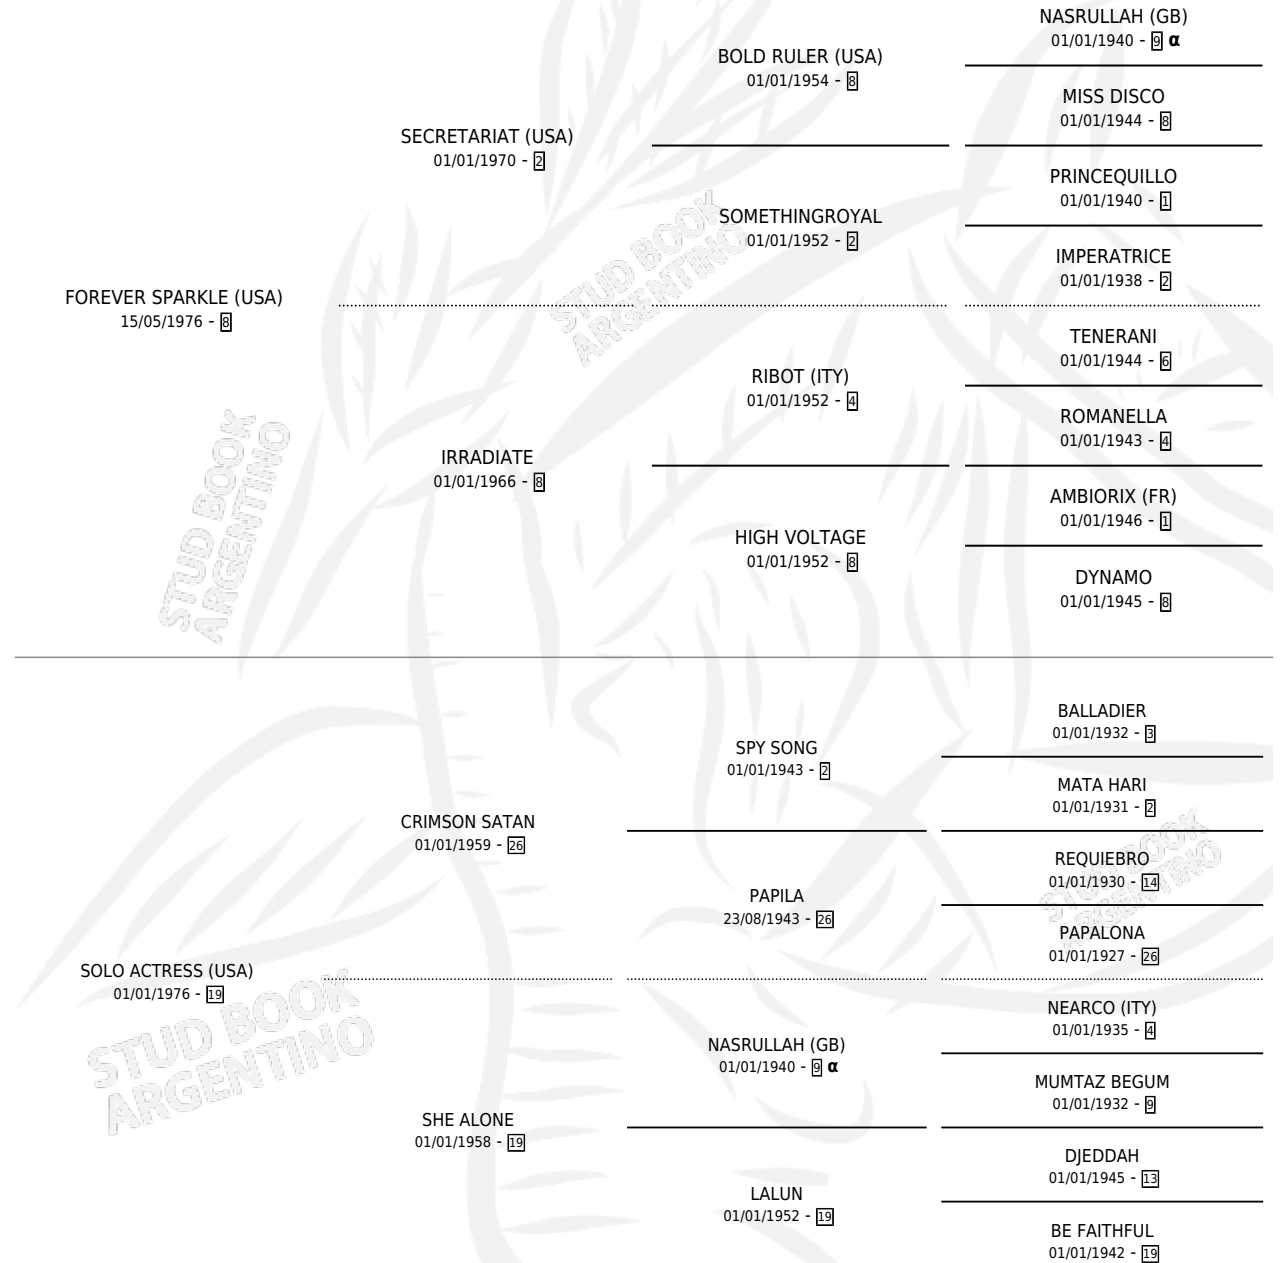 NASRULLAH (GB)
01/01/1940 - 9 α
BOLD RULER (USA)
01/01/1954 - 8
MISS DISCO
01/01/1944 - 8
SECRETARIAT (USA)
01/01/1970 - 2
PRINCEQUILLO
01/01/1940 - 1
SOMETHINGROYAL
01/01/1952 - 2
IMPERATRICE
01/01/1938 - 2
FOREVER SPARKLE (USA)
15/05/1976 - 8
TENERANI
01/01/1944 - 6
RIBOT (ITY)
01/01/1952 - 4
ROMANELLA
01/01/1943 - 4
IRRADIATE
01/01/1966 - 8
AMBIORIX (FR)
01/01/1946 - 1
HIGH VOLTAGE
01/01/1952 - 8
DYNAMO
01/01/1945 - 8
STUD BOOK
ARGENTINO
STUD BOOK
ARGENTINO
BALLADIER
01/01/1932 - 3
SPY SONG
01/01/1943 - 2
MATA HARI
01/01/1931 - 2
CRIMSON SATAN
01/01/1959 - 26
REQUIEBRO
01/01/1930 - 14
PAPILA
23/08/1943 - 26
PAPALONA
01/01/1927 - 26
STUD BOOK
ARGENTINO
SOLO ACTRESS (USA)
01/01/1976 - 19
NEARCO (ITY)
01/01/1935 - 4
NASRULLAH (GB)
01/01/1940 - 9 α
MUMTAZ BEGUM
01/01/1932 - 9
STUD BOOK
ARGENTINO
SHE ALONE
01/01/1958 - 19
DJEDDAH
01/01/1945 - 13
LALUN
01/01/1952 - 19
BE FAITHFUL
01/01/1942 - 19